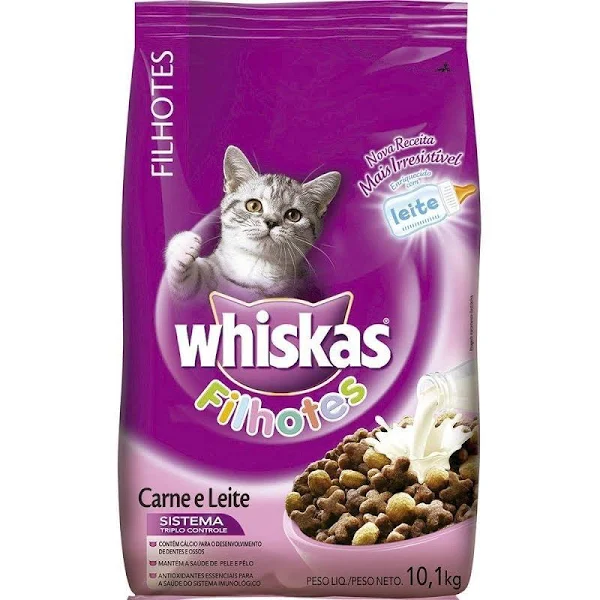 FILHOTES
Nova Receita
Mais Irresistível
Enriquecida
com
leite
whiskas®
Filhotes
Carne e Leite
SISTEMA
TRIPLO CONTROLE
CONTÉM CÁLCIO PARA O DESENVOLVIMENTO
DE DENTES E OSSOS
MANTÉM A SAÚDE DE PELE E PÊLO
ANTIOXIDANTES ESSENCIAIS PARA
A SAÚDE DO SISTEMA IMUNOLÓGICO
PESO LIQ./PESO NETO. 10,1kg